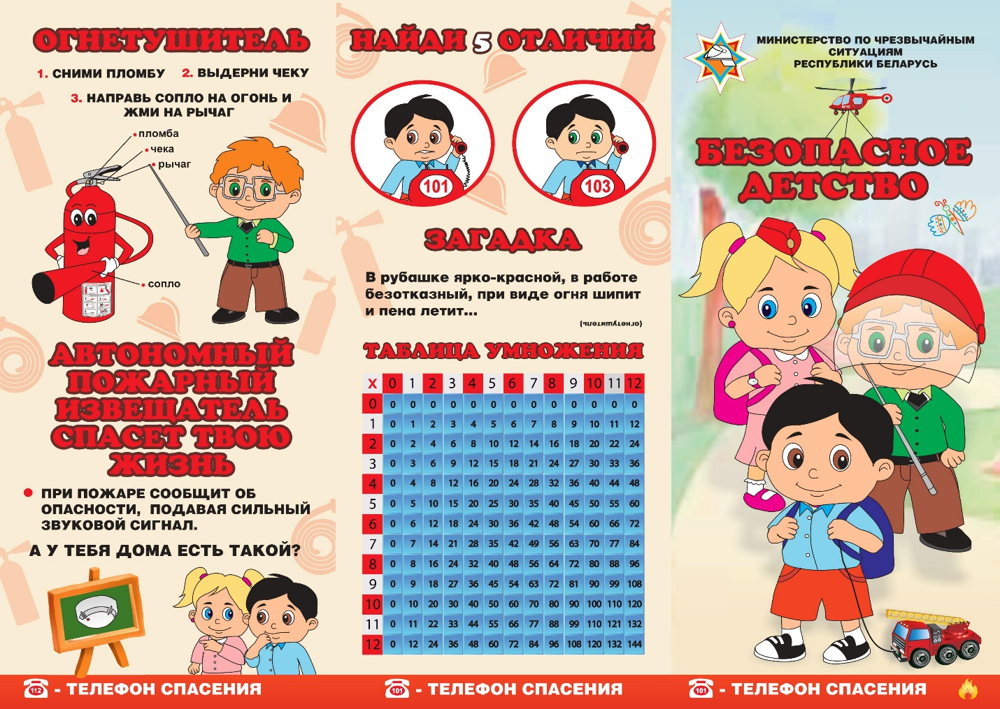 ОГНЕТУШИТЕЛЬ
1. СНИМИ ПЛОМБУ 2. ВЫДЕРНИ ЧЕКУ
3. НАПРАВЬ СОПЛО НА ОГОНЬ И
ЖМИ НА РЫЧАГ
пломба
чека
рычаг
сопло
АВТОНОМНЫЙ
ПОЖАРНЫЙ
ИЗВЕЩАТЕЛЬ
СПАСЕТ ТВОЮ
ЖИЗНЬ
ПРИ ПОЖАРЕ СООБЩИТ ОБ
ОПАСНОСТИ, ПОДАВАЯ СИЛЬНЫЙ
ЗВУКОВОЙ СИГНАЛ.
А У ТЕБЯ ДОМА ЕСТЬ ТАКОЙ?
112 - ТЕЛЕФОН СПАСЕНИЯ
НАЙДИ 5 ОТЛИЧИЙ
101
103
ЗАГАДКА
В рубашке ярко-красной, в работе
безотказный, при виде огня шипит
и пена летит...
(огнетушитель)
ТАБЛИЦА УМНОЖЕНИЯ
X 0 1 2 3 4 5 6 7 8 9 10 11 12
0 0 0 0 0 0 0 0 0 0 0 0 0 0
1 0 1 2 3 4 5 6 7 8 9 10 11 12
2 0 2 4 6 8 10 12 14 16 18 20 22 24
3 0 3 6 9 12 15 18 21 24 27 30 33 36
4 0 4 8 12 16 20 24 28 32 36 40 44 48
5 0 5 10 15 20 25 30 35 40 45 50 55 60
6 0 6 12 18 24 30 36 42 48 54 60 66 72
7 0 7 14 21 28 35 42 49 56 63 70 77 84
8 0 8 16 24 32 40 48 56 64 72 80 88 96
9 0 9 18 27 36 45 54 63 72 81 90 99 108
10 0 10 20 30 40 50 60 70 80 90 100 110 120
11 0 11 22 33 44 55 66 77 88 99 110 121 132
12 0 12 24 36 48 60 72 84 96 108 120 132 144
101 - ТЕЛЕФОН СПАСЕНИЯ
МИНИСТЕРСТВО ПО ЧРЕЗВЫЧАЙНЫМ
СИТУАЦИЯМ
РЕСПУБЛИКИ БЕЛАРУСЬ
МЧС
БЕЗОПАСНОЕ
ДЕТСТВО
101 - ТЕЛЕФОН СПАСЕНИЯ